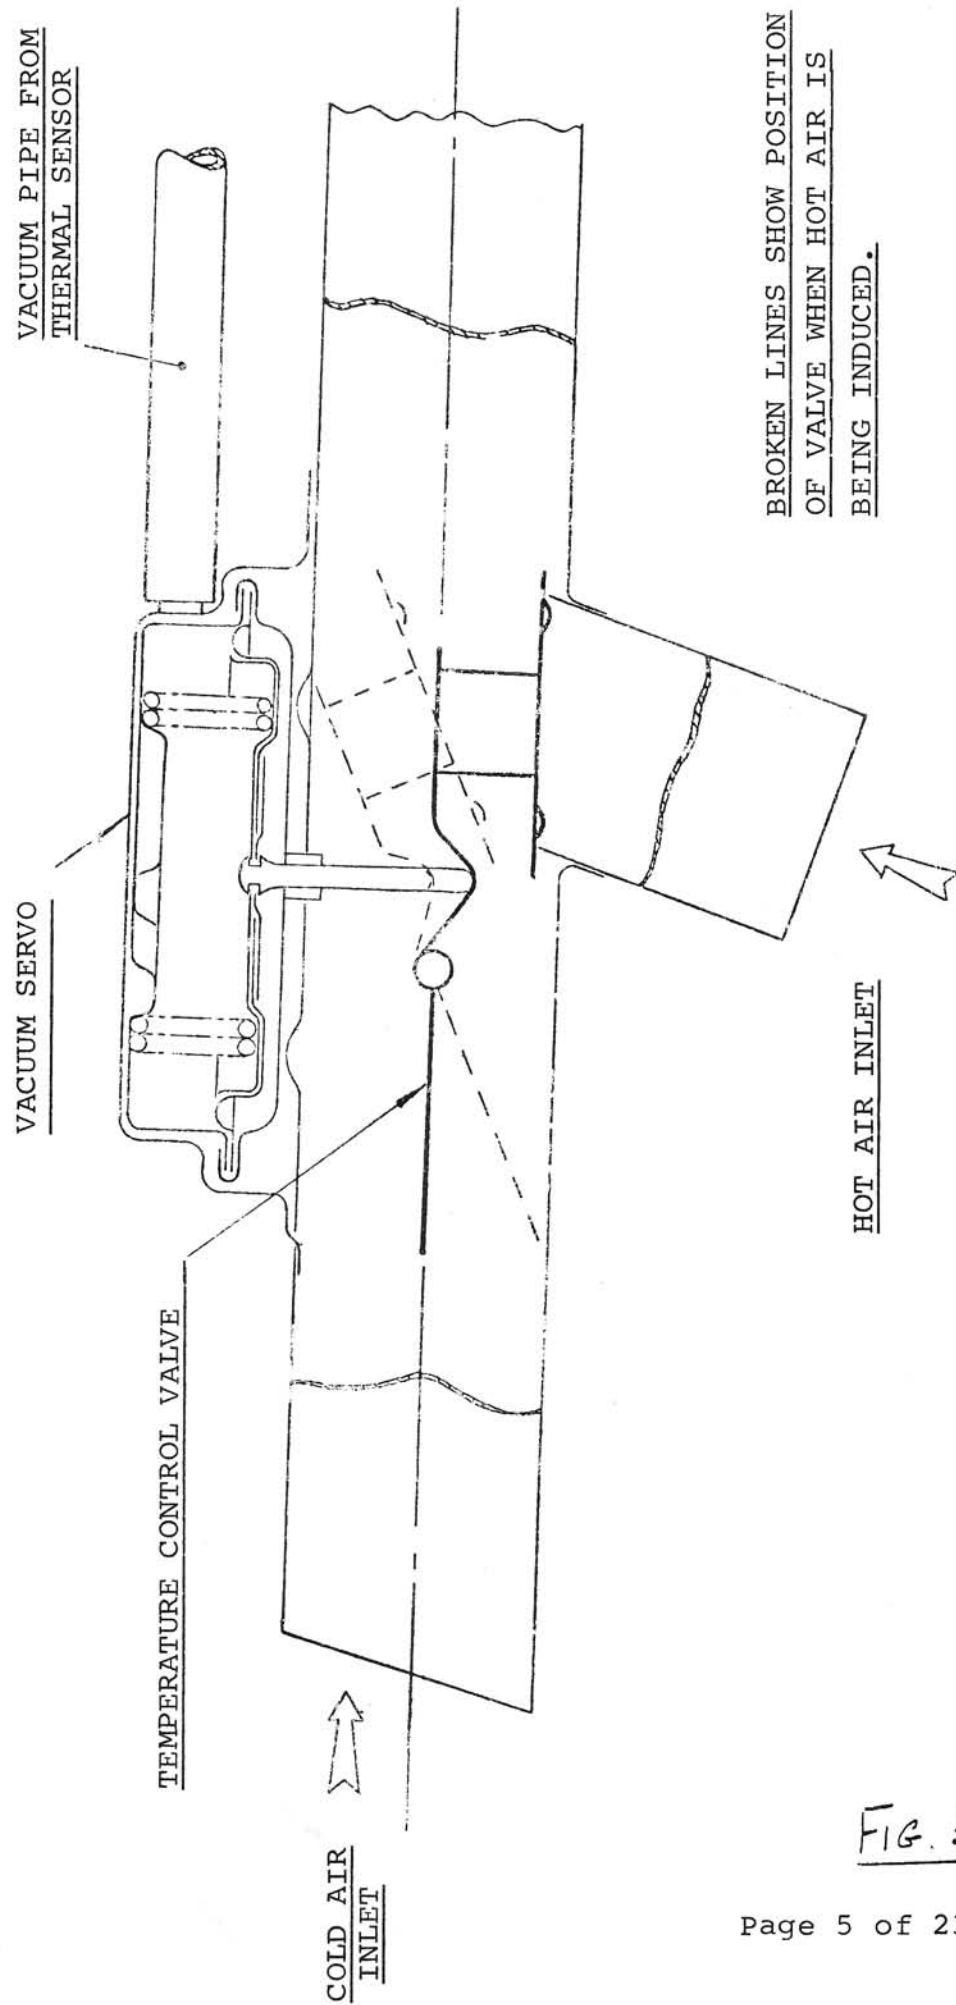 VACUUM PIPE FROM
THERMAL SENSOR
VACUUM SERVO
TEMPERATURE CONTROL VALVE
COLD AIR
INLET
HOT AIR INLET
BROKEN LINES SHOW POSITION
OF VALVE WHEN HOT AIR IS
BEING INDUCED.
FIG.
Page 5 of